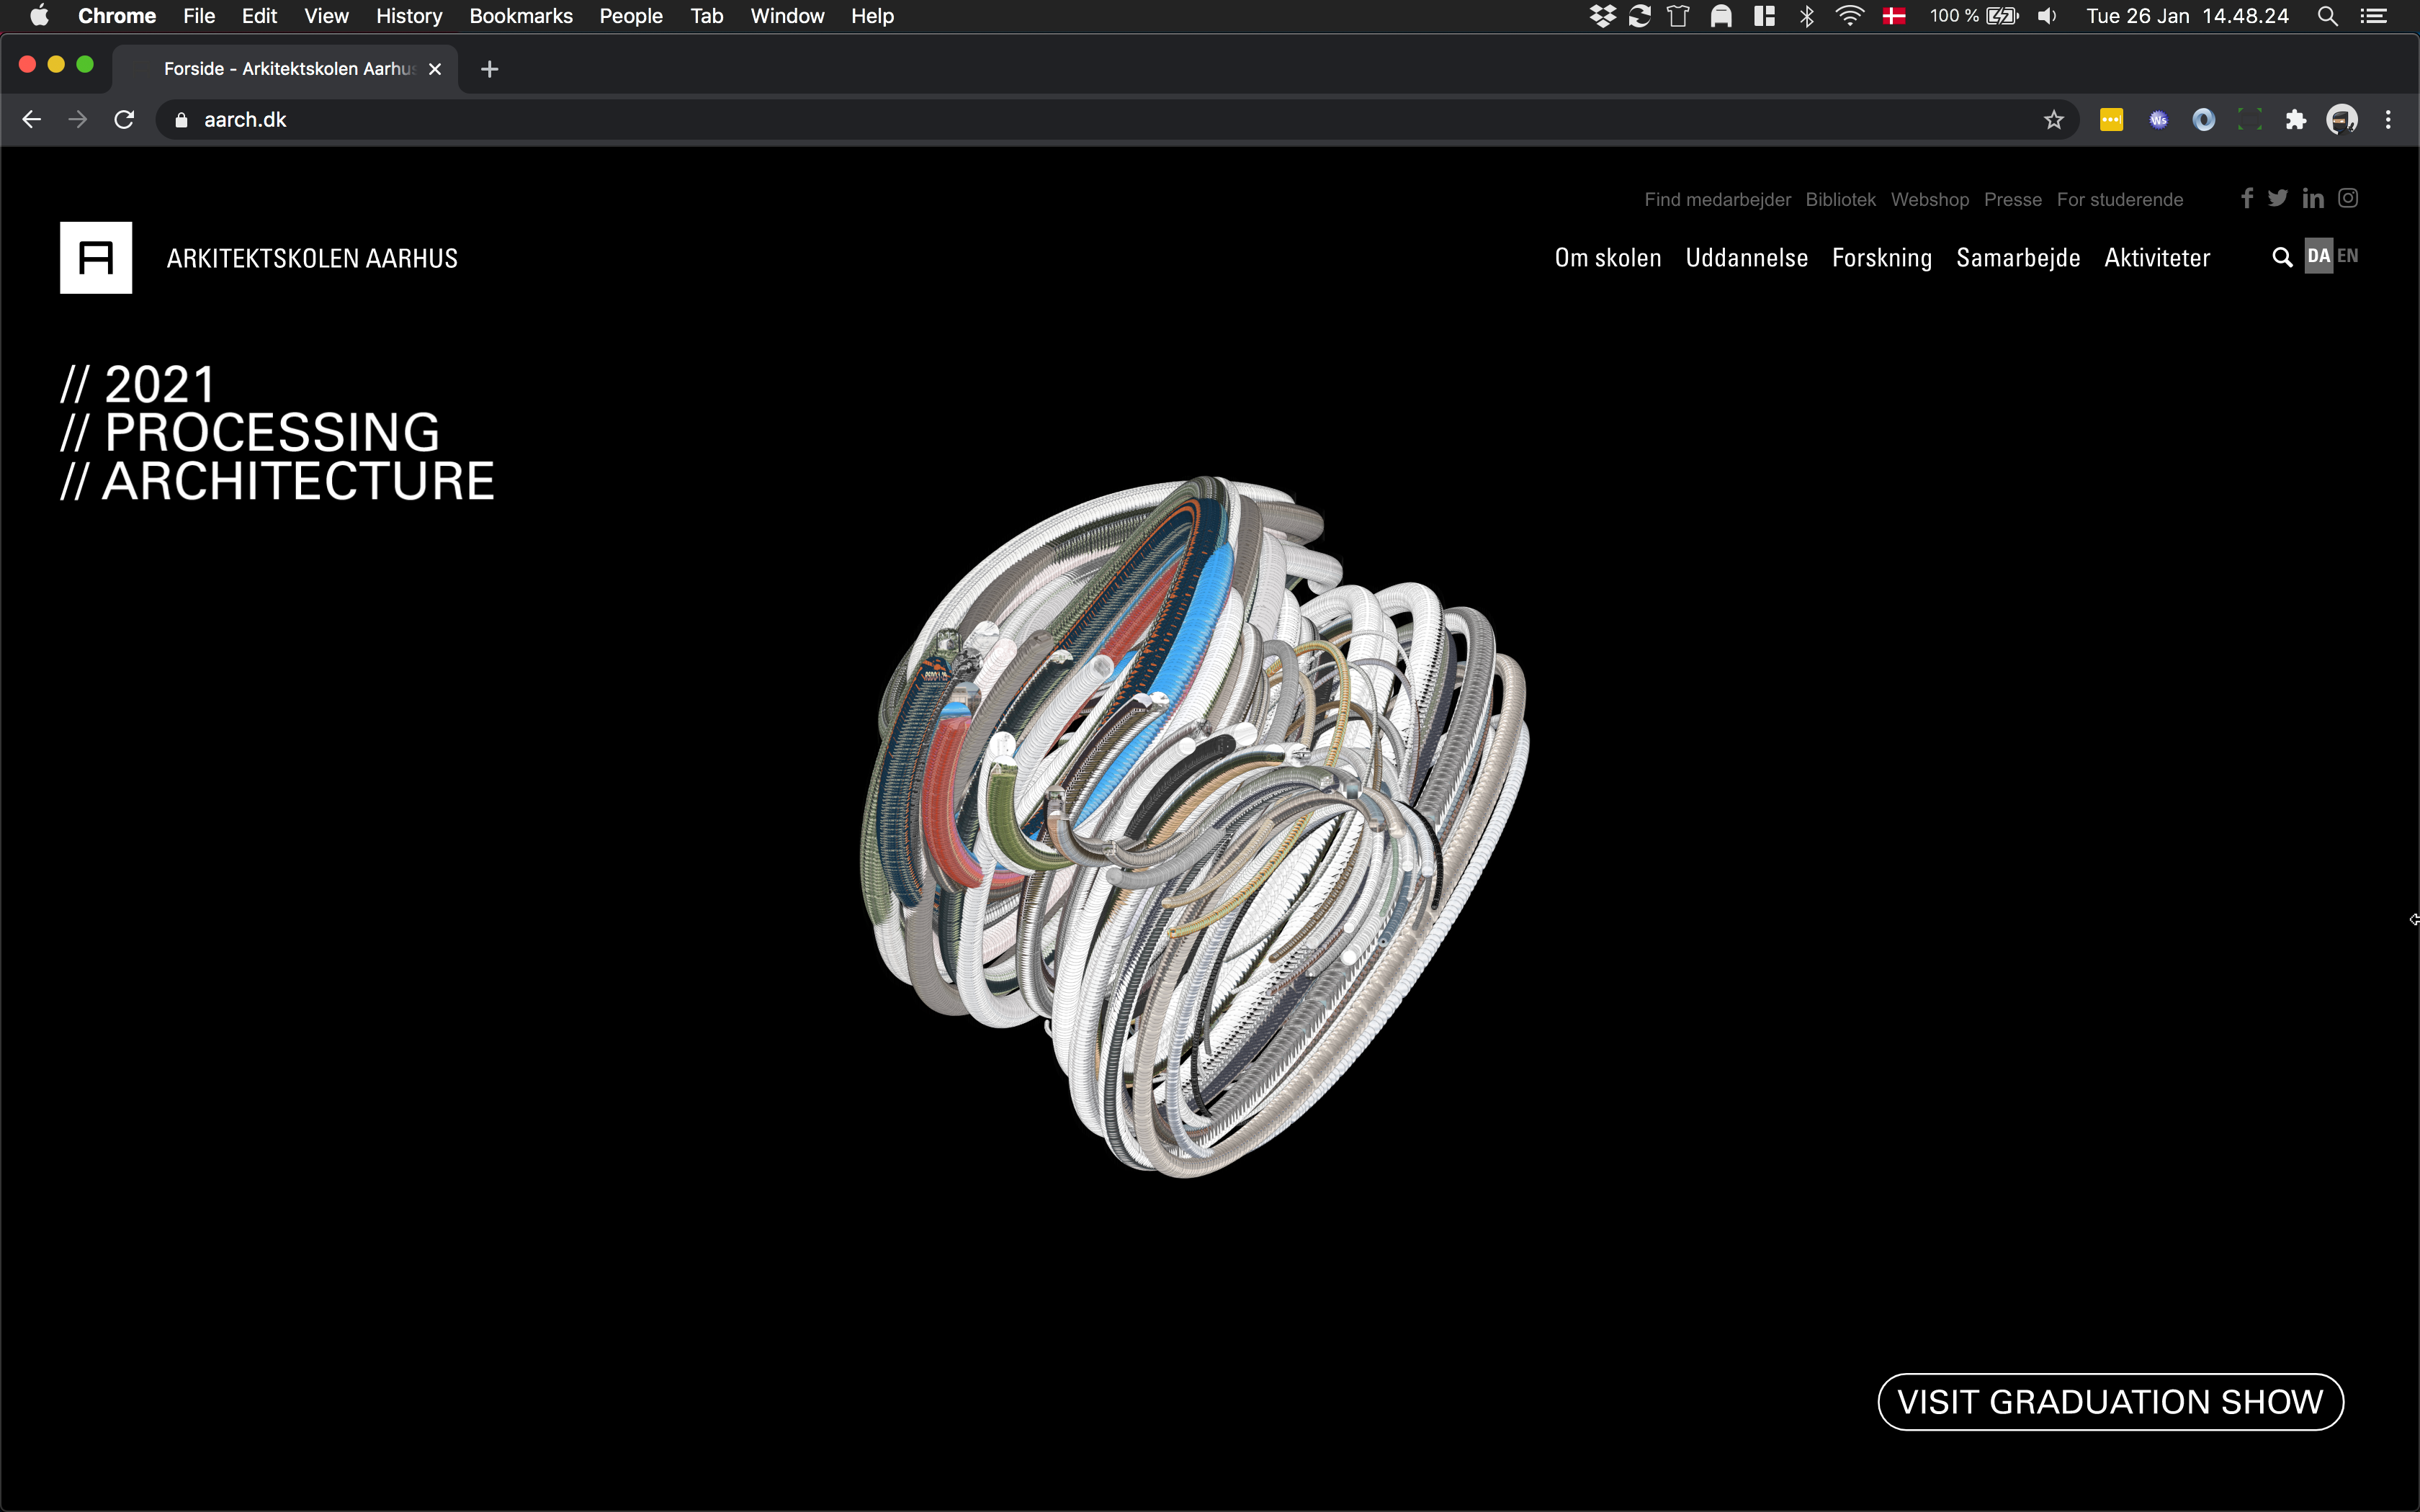 Chrome File Edit View History Bookmarks People Tab Window Help 100 % Tue 26 Jan 14.48.24
Forside - Arkitektskolen Aarhus
aarch.dk
Ws
Find medarbejder Bibliotek Webshop Presse For studerende
ARKITEKTSKOLEN AARHUS
Om skolen Uddannelse Forskning Samarbejde Aktiviteter DA EN
// 2021
// PROCESSING
// ARCHITECTURE
VISIT GRADUATION SHOW